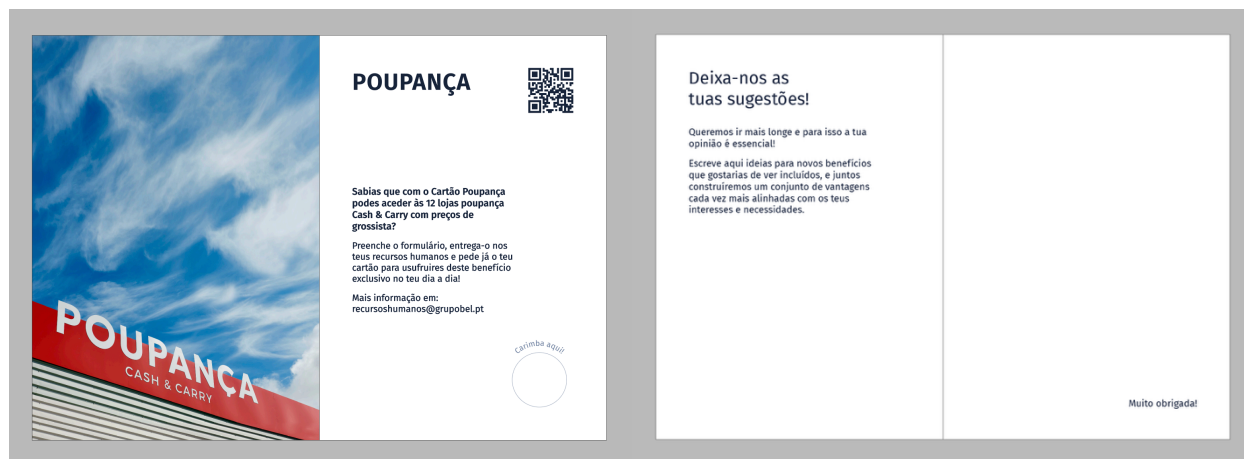 POUPANÇA
CASH & CARRY
POUPANÇA
Sabias que com o Cartão Poupança
podes aceder às 12 lojas poupança
Cash & Carry com preços de
grossista?
Preenche o formulário, entrega-o nos
teus recursos humanos e pede já o teu
cartão para usufruires deste benefício
exclusivo no teu dia a dia!
Mais informação em:
recursoshumanos@grupobel.pt
Carimba aqui!
Deixa-nos as
tuas sugestões!
Queremos ir mais longe e para isso a tua
opinião é essencial!
Escreve aqui ideias para novos benefícios
que gostarias de ver incluídos, e juntos
construíremos um conjunto de vantagens
cada vez mais alinhadas com os teus
interesses e necessidades.
Muito obrigada!